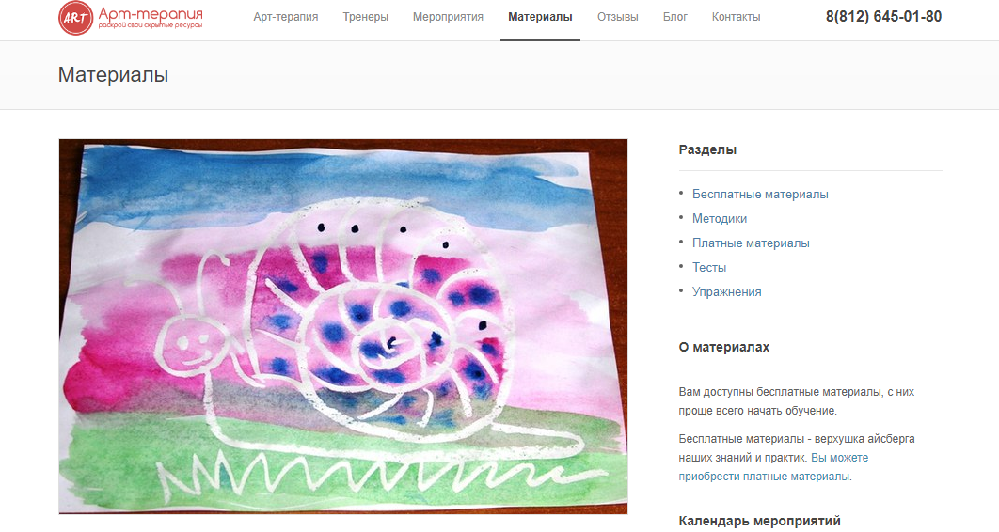 ART
Арт-терапия
раскрой свои скрытые ресурсы
Арт-терапия
Тренеры
Мероприятия
Материалы
Отзывы
Блог
Контакты
8(812) 645-01-80
Материалы
Разделы
Бесплатные материалы
Методики
Платные материалы
Тесты
Упражнения
О материалах
Вам доступны бесплатные материалы, с них
проще всего начать обучение.
Бесплатные материалы - верхушка айсберга
наших знаний и практик. Вы можете
приобрести платные материалы.
Календарь мероприятий